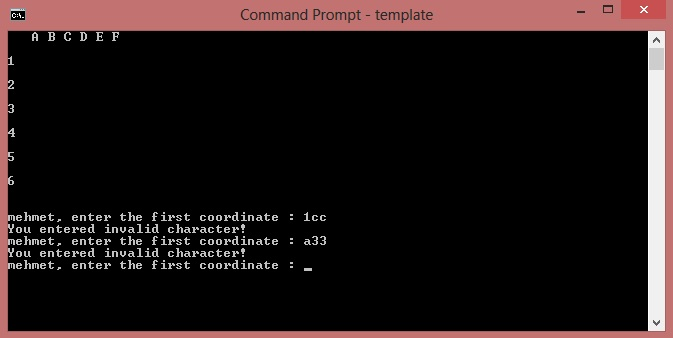 Command Prompt - template
A B C D E F
1
2
3
4
5
6
mehmet, enter the first coordinate : 1cc
You entered invalid character!
mehmet, enter the first coordinate : a33
You entered invalid character!
mehmet, enter the first coordinate : _